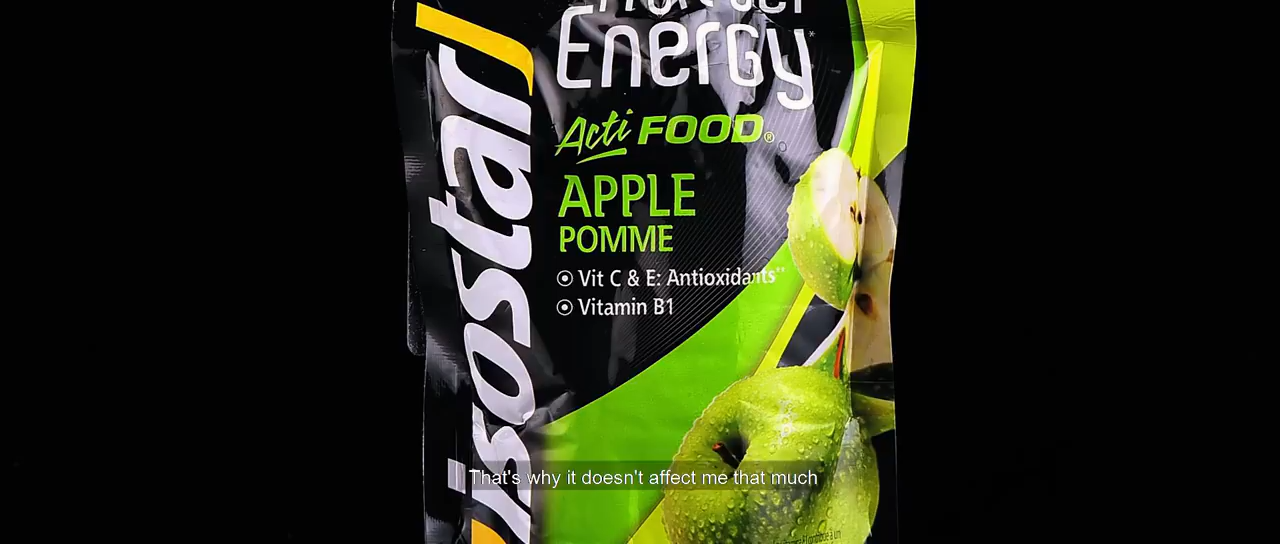 isostar
Energy*
Acti FOOD®
APPLE
POMME
Vit C & E: Antioxidants**
Vitamin B1
That's why it doesn't affect me that much